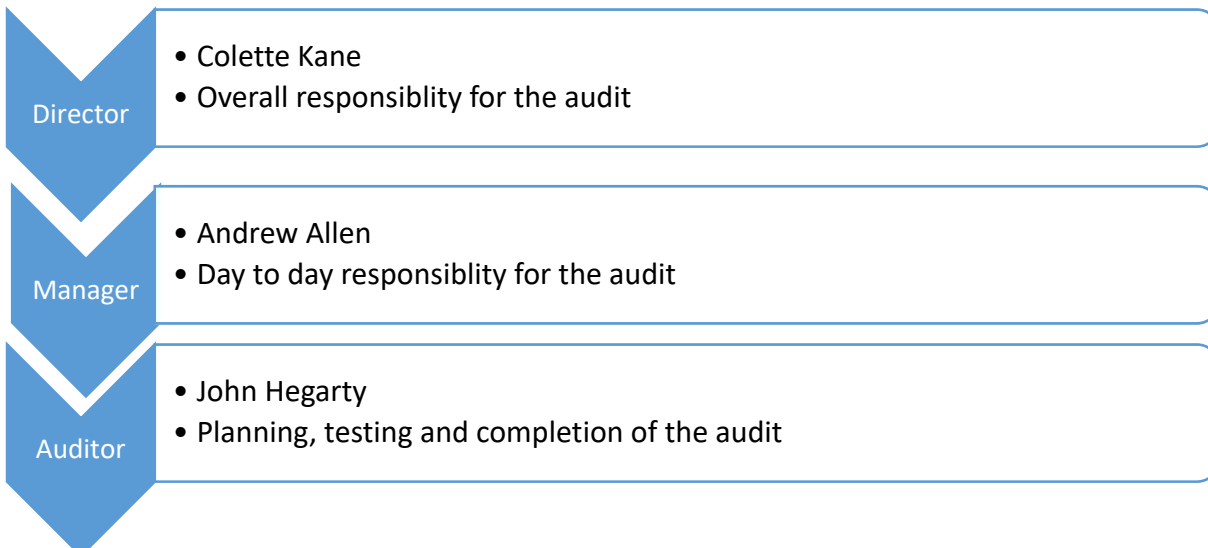 Director
• Colette Kane
• Overall responsiblity for the audit
Manager
• Andrew Allen
• Day to day responsiblity for the audit
Auditor
• John Hegarty
• Planning, testing and completion of the audit